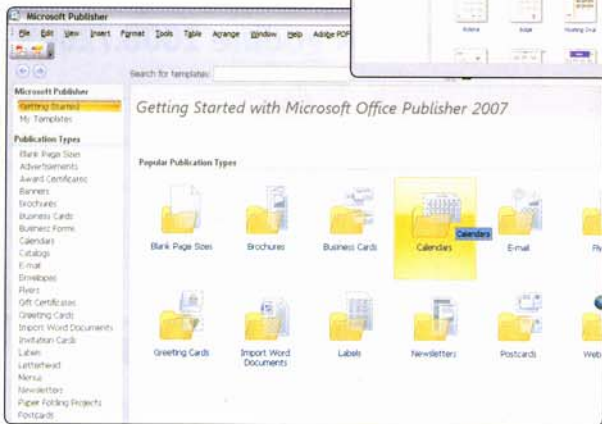 Microsoft Publisher
File Edit View Insert Format Tools Table Arrange Window Help Adobe PDF
Search for templates:
Microsoft Publisher
Getting Started
My Templates
Publication Types
Blank Page Sizes
Advertisements
Award Certificates
Banners
Brochures
Business Cards
Business Forms
Calendars
Catalogs
E-mail
Envelopes
Flyers
Gift Certificates
Greeting Cards
Import Word Documents
Invitation Cards
Labels
Letterhead
Menus
Newsletters
Paper Folding Projects
Postcards
Getting Started with Microsoft Office Publisher 2007
Popular Publication Types
Blank Page Sizes
Brochures
Business Cards
Calendars
Calendars
E-mail
Greeting Cards
Import Word
Documents
Labels
Newsletters
Postcards
Web